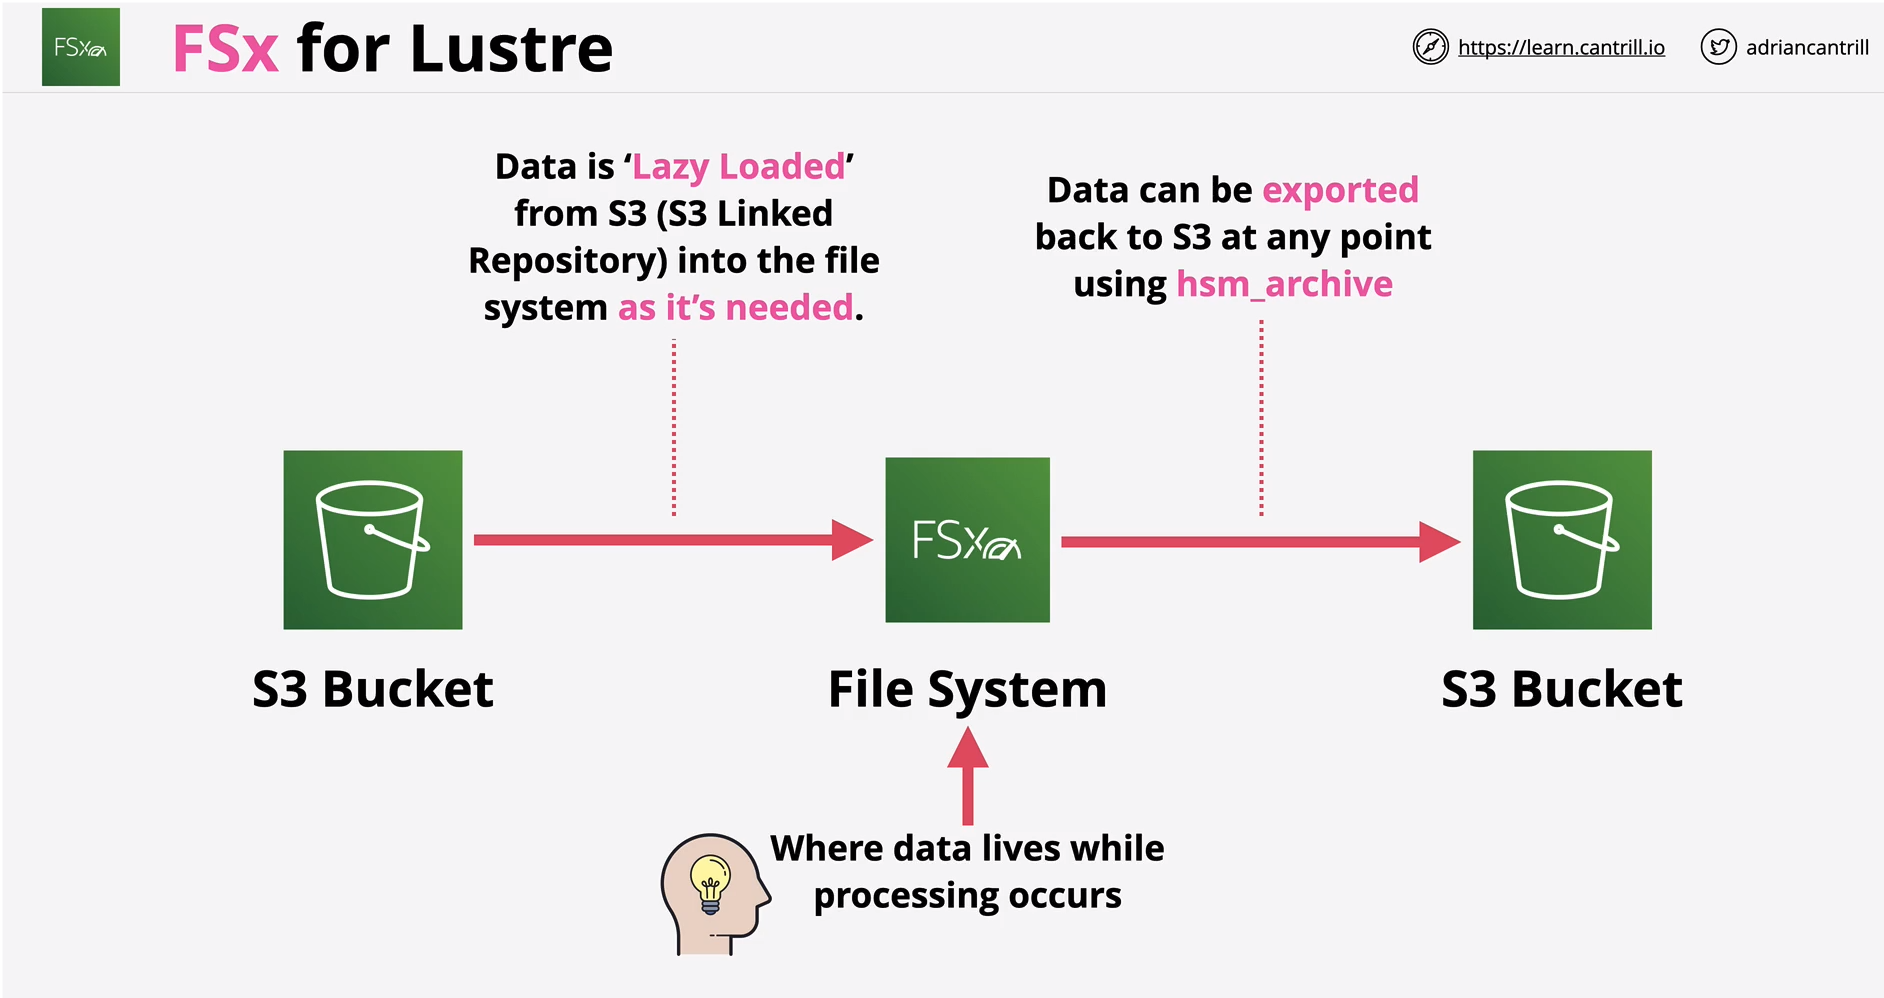 FSx
FSx for Lustre
https://learn.cantrill.io
adriancantrill
Data is ‘Lazy Loaded’
from S3 (S3 Linked
Repository) into the file
system as it’s needed.
Data can be exported
back to S3 at any point
using hsm_archive
FSx
S3 Bucket
File System
S3 Bucket
Where data lives while
processing occurs